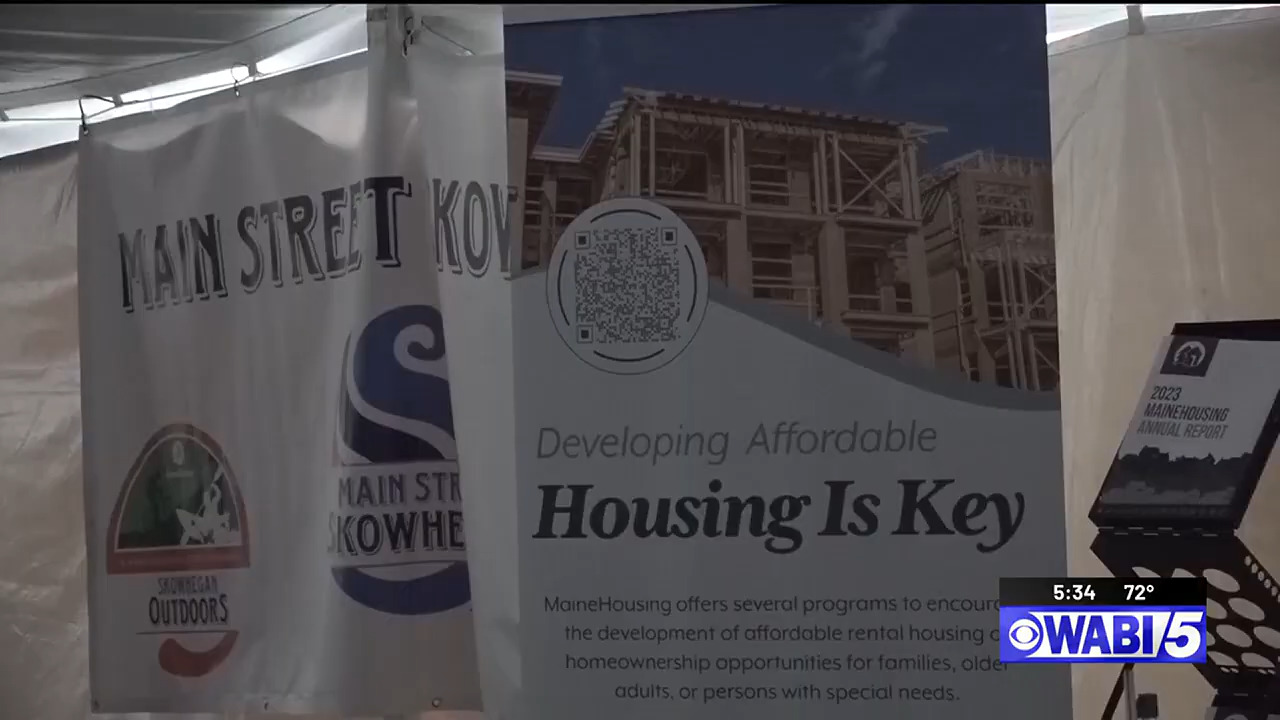 MAIN STREET KOW
MAIN STR
SKOWHE
SKOWHEGAN
OUTDOORS
Developing Affordable
Housing Is Key
MaineHousing offers several programs to encour
the development of affordable rental housing o
homeownership opportunities for families, older
adults, or persons with special needs.
2023
MAINEHOUSING
ANNUAL REPORT
5:34 72°
WABI 5